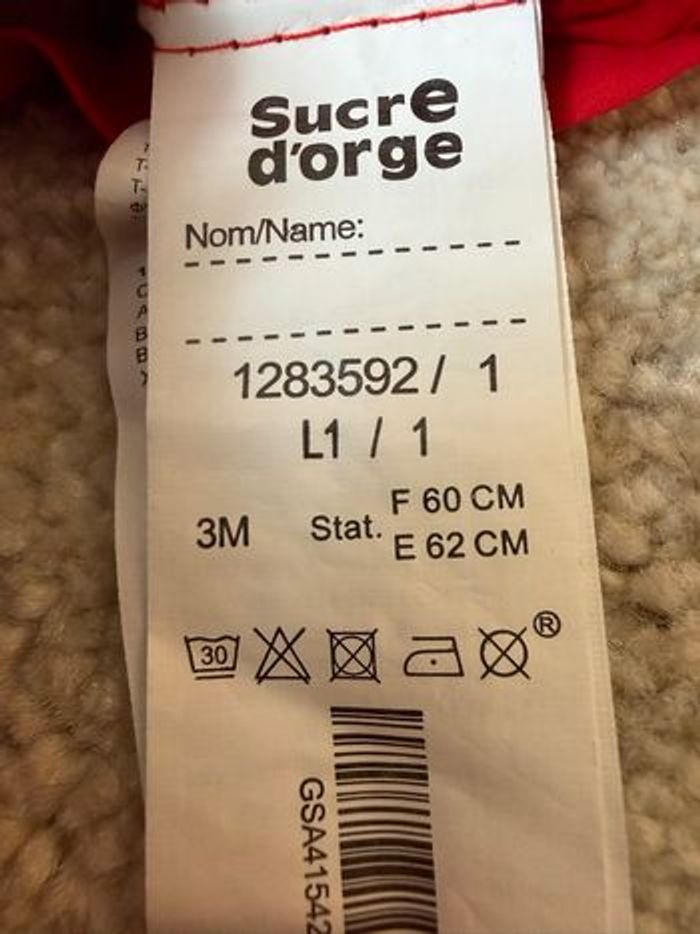 Sucre
d'orge
Nom/Name:
1283592 / 1
L1 / 1
3M Stat. F 60 CM
E 62 CM
30
®
GSA41542